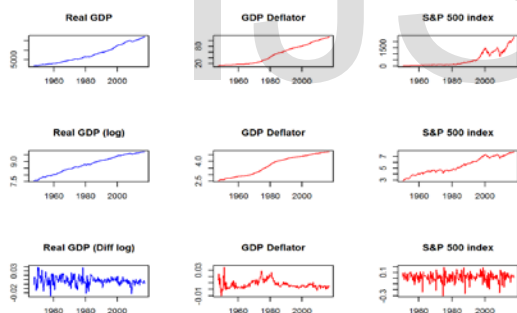 Real GDP GDP Deflator S&P 500 index
5000 20 80 0 1500
1960 1980 2000 1960 1980 2000 1960 1980 2000
Real GDP (log) GDP Deflator S&P 500 index
7.5 9.0 2.5 4.0 3 5 7
1960 1980 2000 1960 1980 2000 1960 1980 2000
Real GDP (Diff log) GDP Deflator S&P 500 index
-0.02 0.03 -0.01 0.03 -0.3 0.1
1960 1980 2000 1960 1980 2000 1960 1980 2000